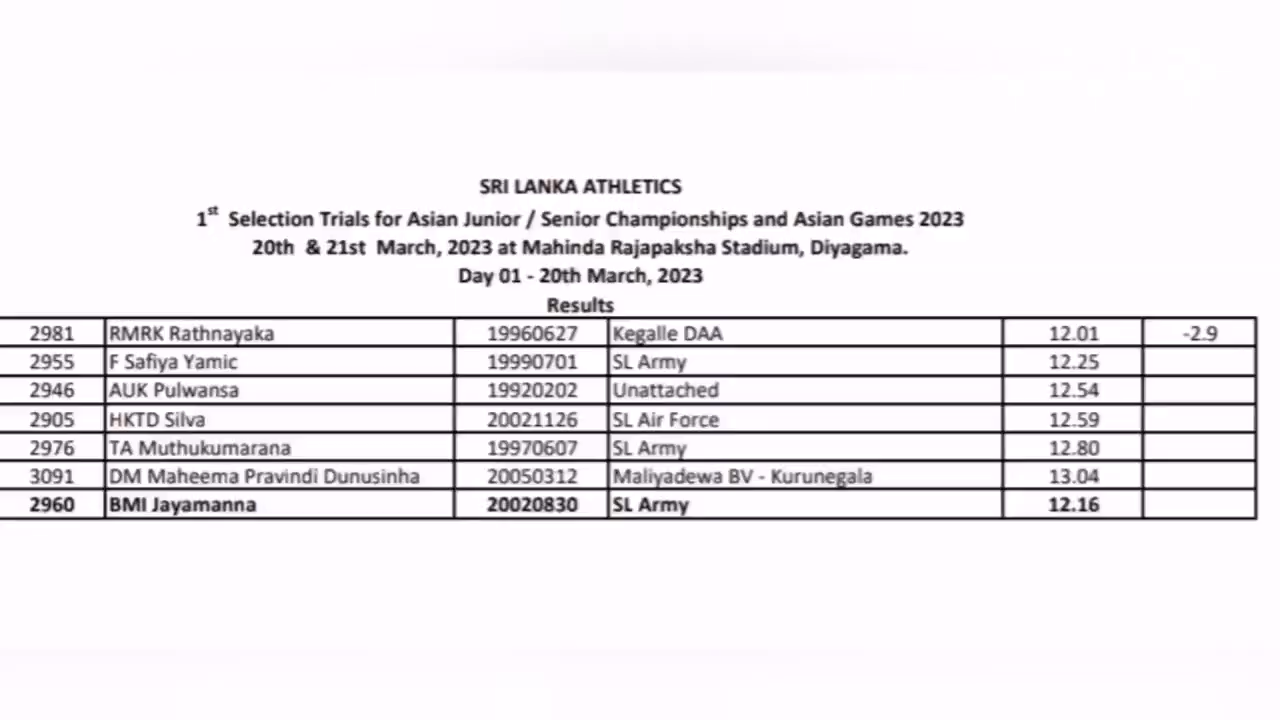 SRI LANKA ATHLETICS
1st Selection Trials for Asian Junior / Senior Championships and Asian Games 2023
20th & 21st March, 2023 at Mahinda Rajapaksha Stadium, Diyagama.
Day 01 - 20th March, 2023
Results
2981 RMRK Rathnayaka 19960627 Kegalle DAA 12.01 -2.9
2955 F Safiya Yamic 19990701 SL Army 12.25
2946 AUK Pulwansa 19920202 Unattached 12.54
2905 HKTD Silva 20021126 SL Air Force 12.59
2976 TA Muthukumarana 19970607 SL Army 12.80
3091 DM Maheema Pravindi Dunusinha 20050312 Maliyadewa BV - Kurunegala 13.04
2960 BMI Jayamanna 20020830 SL Army 12.16